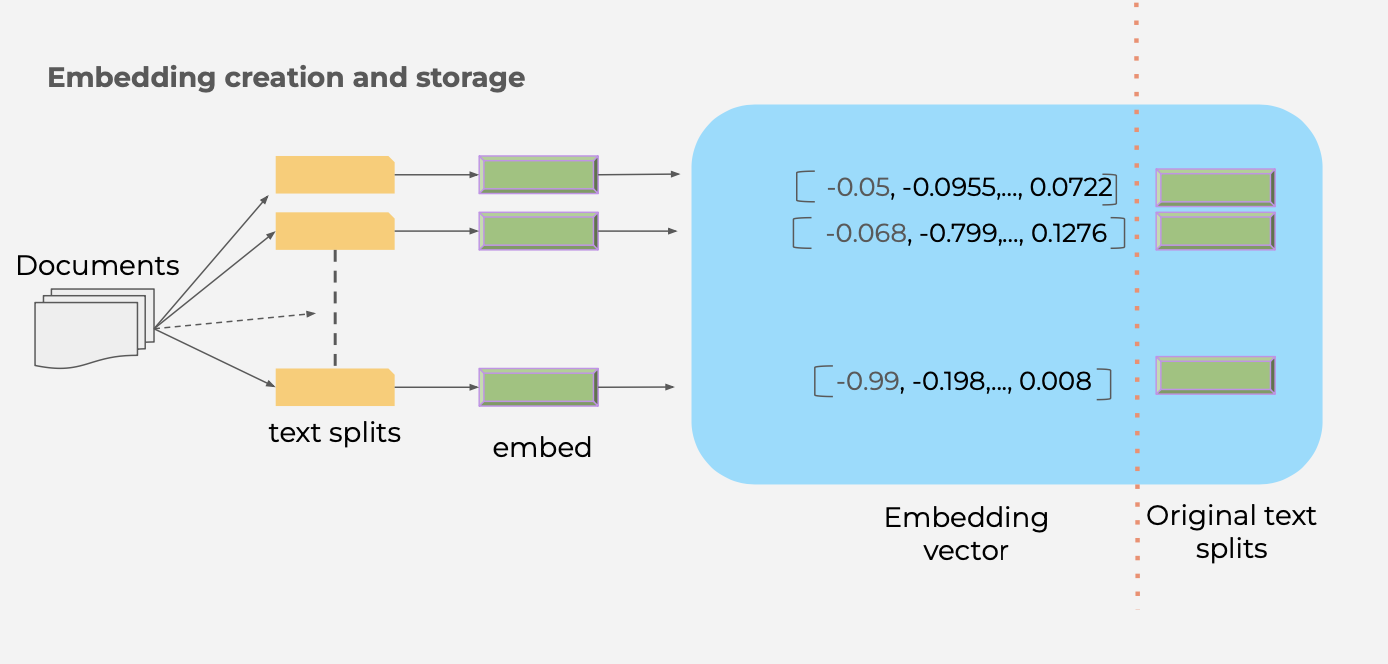 Embedding creation and storage
[ -0.05, -0.0955,..., 0.0722]
[ -0.068, -0.799,..., 0.1276 ]
Documents
[-0.99, -0.198,..., 0.008 ]
text splits
embed
Embedding
vector
Original text
splits